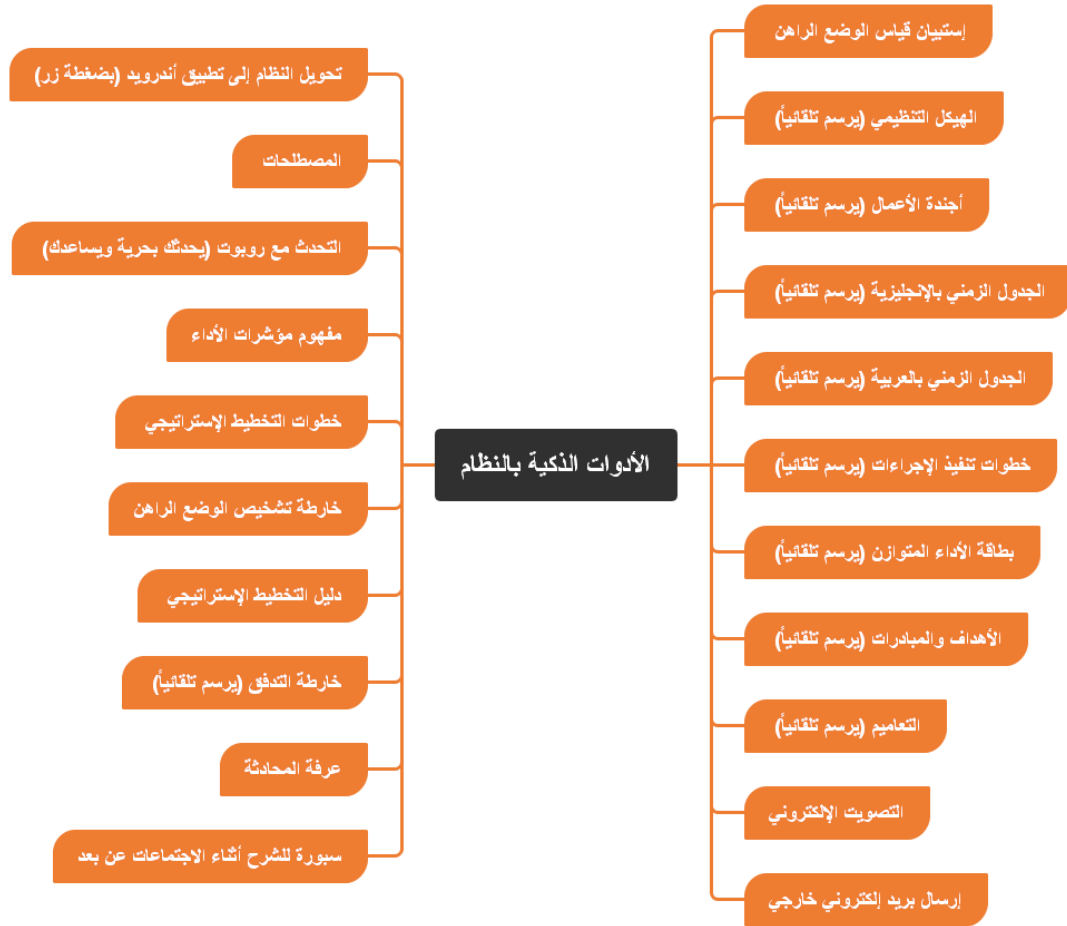 الأدوات الذكية بالنظام
إستبيان قياس الوضع الراهن
الهيكل التنظيمي (يرسم تلقائياً)
أجندة الأعمال (يرسم تلقائياً)
الجدول الزمني بالإنجليزية (يرسم تلقائياً)
الجدول الزمني بالعربية (يرسم تلقائياً)
خطوات تنفيذ الإجراءات (يرسم تلقائياً)
بطاقة الأداء المتوازن (يرسم تلقائياً)
الأهداف والمبادرات (يرسم تلقائياً)
التعاميم (يرسم تلقائياً)
التصويت الإلكتروني
إرسال بريد إلكتروني خارجي
تحويل النظام إلى تطبيق أندرويد (بضغطة زر)
المصطلحات
التحدث مع روبوت (يحدثك بحرية ويساعدك)
مفهوم مؤشرات الأداء
خطوات التخطيط الإستراتيجي
خارطة تشخيص الوضع الراهن
دليل التخطيط الإستراتيجي
خارطة التدفق (يرسم تلقائياً)
عرفة المحادثة
سبورة للشرح أثناء الاجتماعات عن بعد